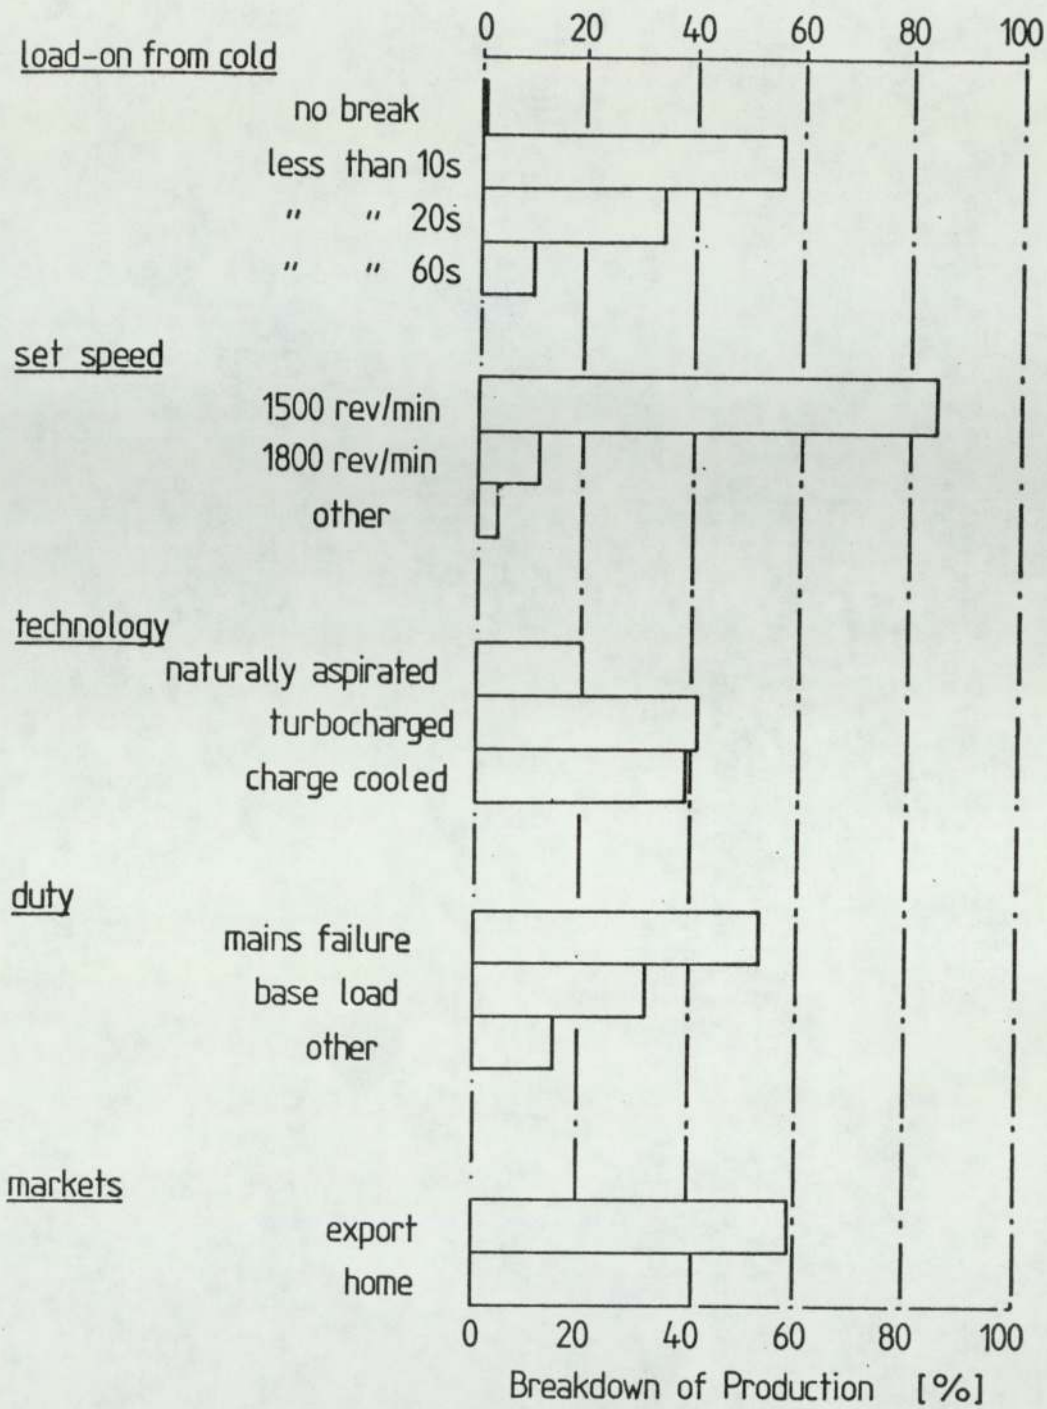 0 20 40 60 80 100
load-on from cold
no break
less than 10s
" " 20s
" " 60s
set speed
1500 rev/min
1800 rev/min
other
technology
naturally aspirated
turbocharged
charge cooled
duty
mains failure
base load
other
markets
export
home
0 20 40 60 80 100
Breakdown of Production [%]